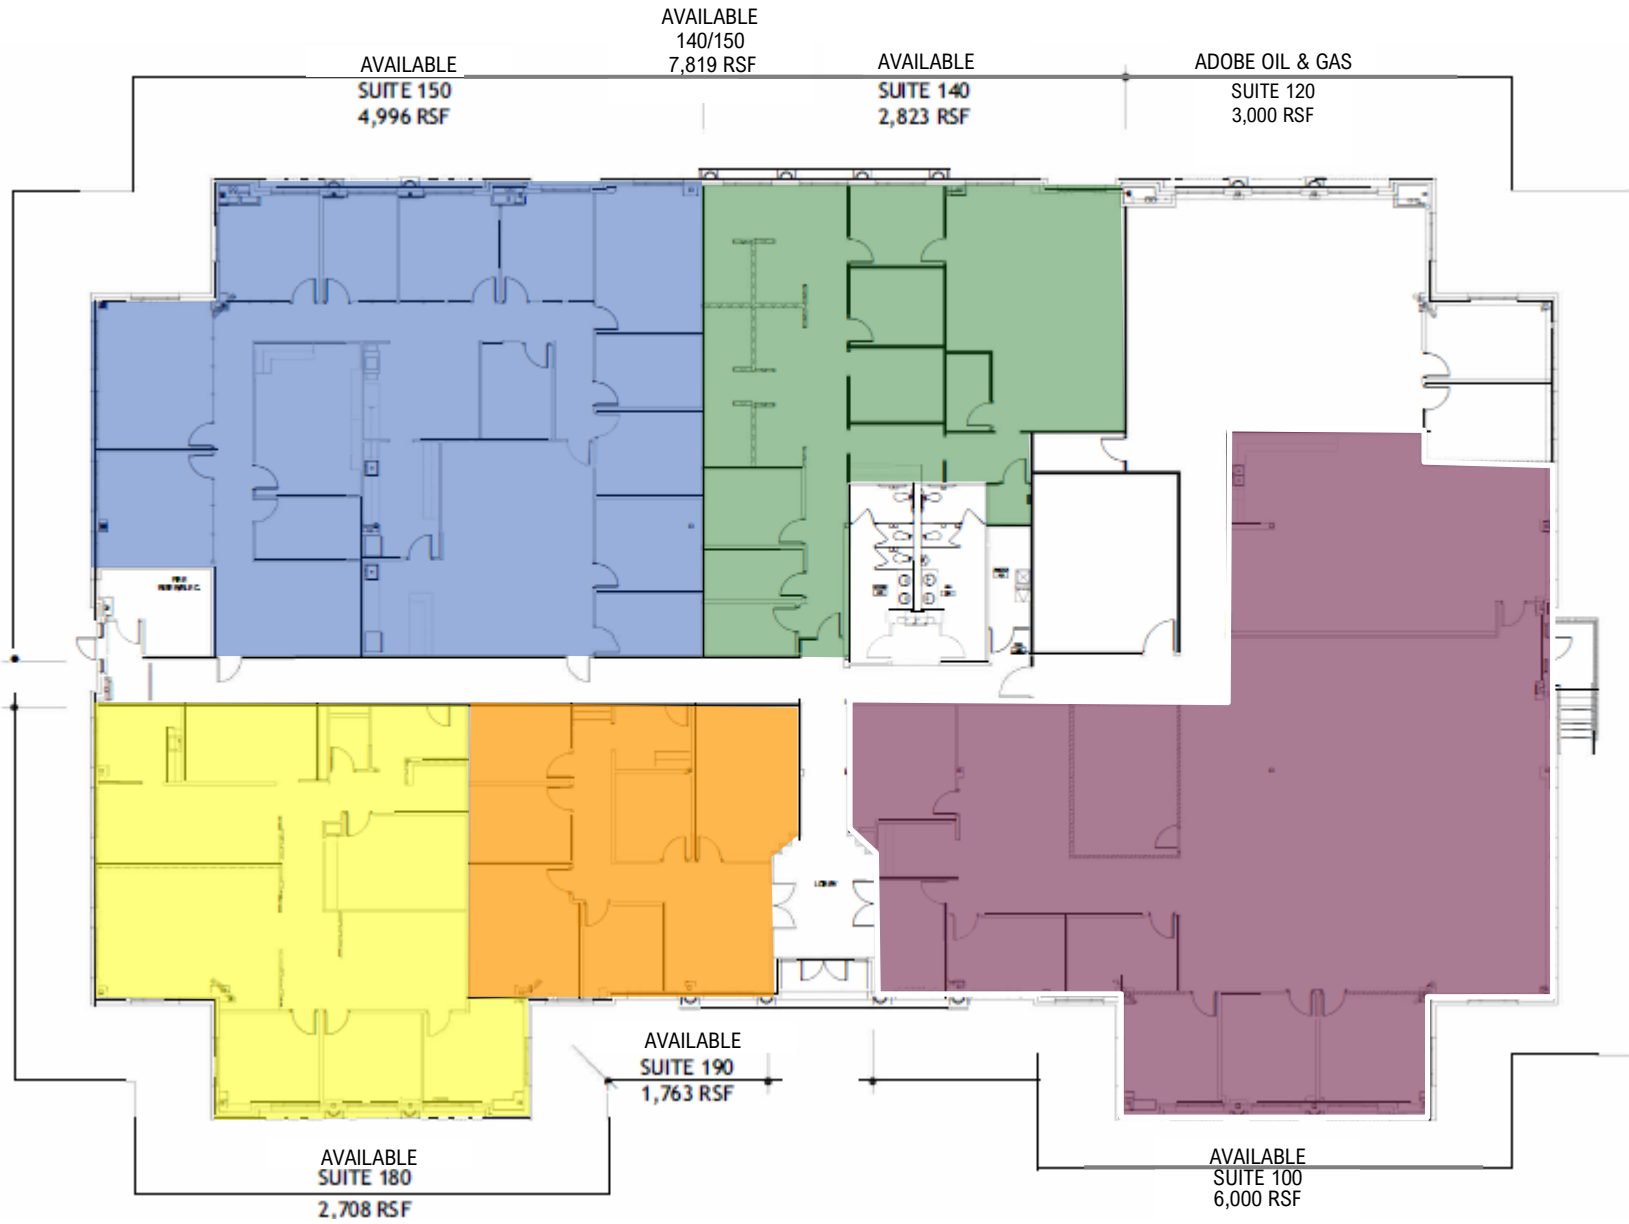 AVAILABLE
140/150
7,819 RSF
AVAILABLE
SUITE 150
4,996 RSF
AVAILABLE
SUITE 140
2,823 RSF
ADOBE OIL & GAS
SUITE 120
3,000 RSF
LOBBY
AVAILABLE
SUITE 190
1,763 RSF
AVAILABLE
SUITE 180
2,708 RSF
AVAILABLE
SUITE 100
6,000 RSF